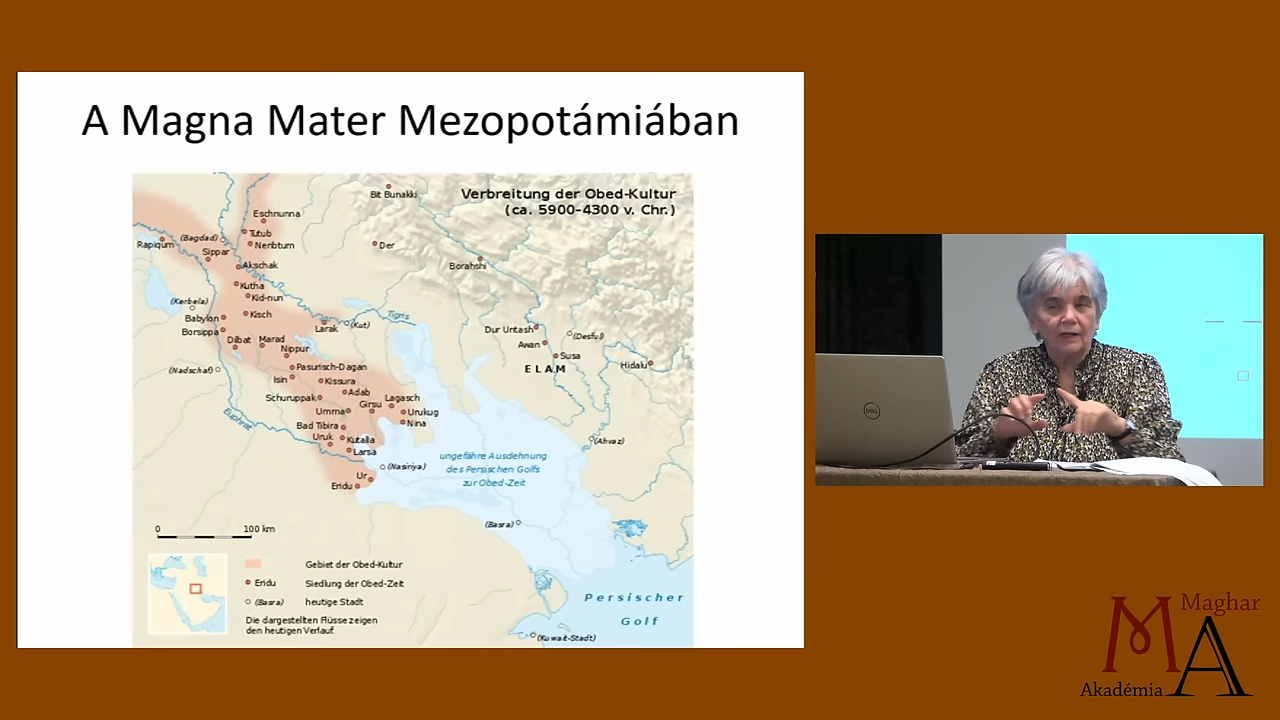 A Magna Mater Mezopotámiában
Verbreitung der Obed-Kultur
(ca. 5900–4300 v. Chr.)
Bit Bunakki
Eschnunna
Tutub
(Bagdad)
Neribtum
Rapiqum
Sippar
Der
Borahshi
Akschak
Kutha
Kid-nun
(Kerbela)
Kisch
Babylon
Borsippa
Larak
(Kut)
Tigris
Dilbat
Marad
Nippur
Dur Untash
(Desful)
Awan
Susa
ELAM
Hidalu
(Nadschaf)
Pasurisch-Dagan
Isin
Kissura
Adab
Schuruppak
Girsu
Lagasch
Umma
Urukug
Nina
Euphrat
Bad Tibira
Uruk
Kutalla
Larsa
(Ahvaz)
ungefähre Ausdehnung
des Persischen Golfs
zur Obed-Zeit
(Nasiriya)
Ur
Eridu
(Basra)
0 100 km
Gebiet der Obed-Kultur
Eridu Siedlung der Obed-Zeit
(Basra) heutige Stadt
Die dargestellten Flüsse zeigen
den heutigen Verlauf
Persischer
Golf
(Kuwait-Stadt)
DELL
Maghar
MA
Akadémia